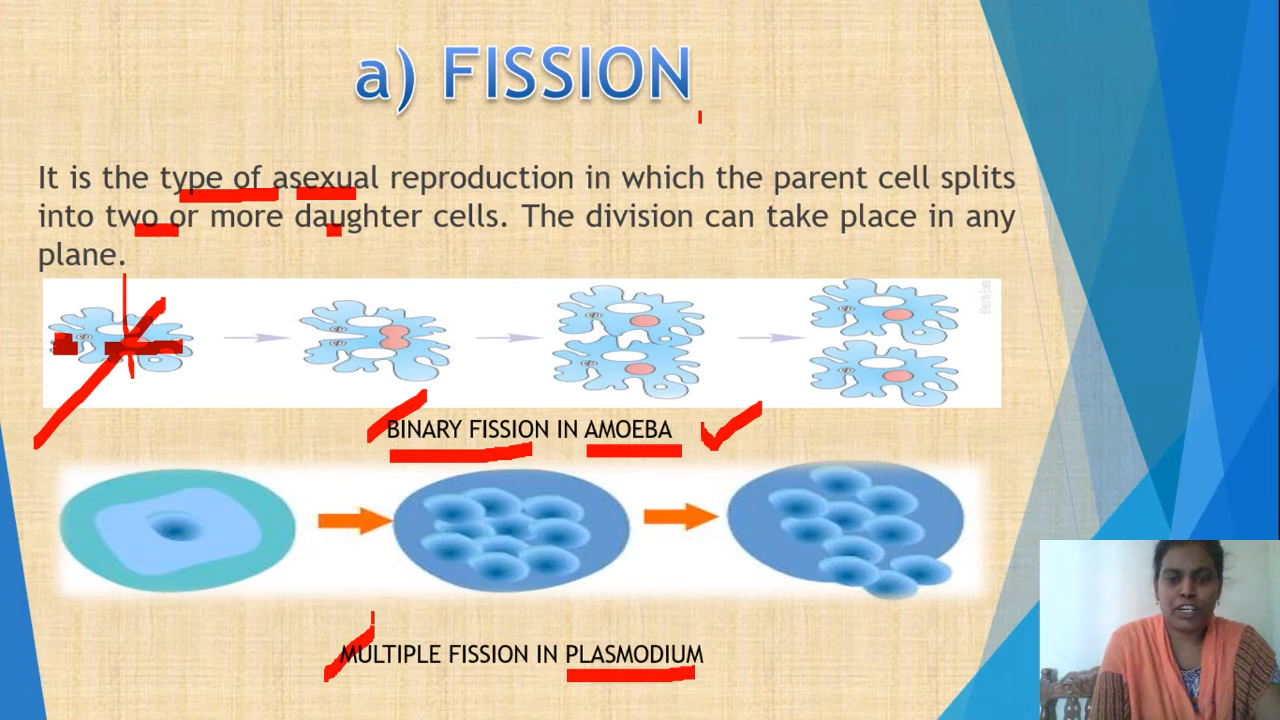 a) FISSION
It is the type of asexual reproduction in which the parent cell splits
into two or more daughter cells. The division can take place in any
plane.
BINARY FISSION IN AMOEBA
MULTIPLE FISSION IN PLASMODIUM